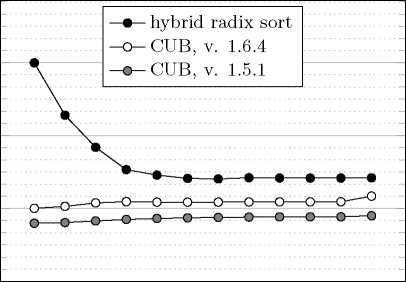 hybrid radix sort
CUB, v. 1.6.4
CUB, v. 1.5.1